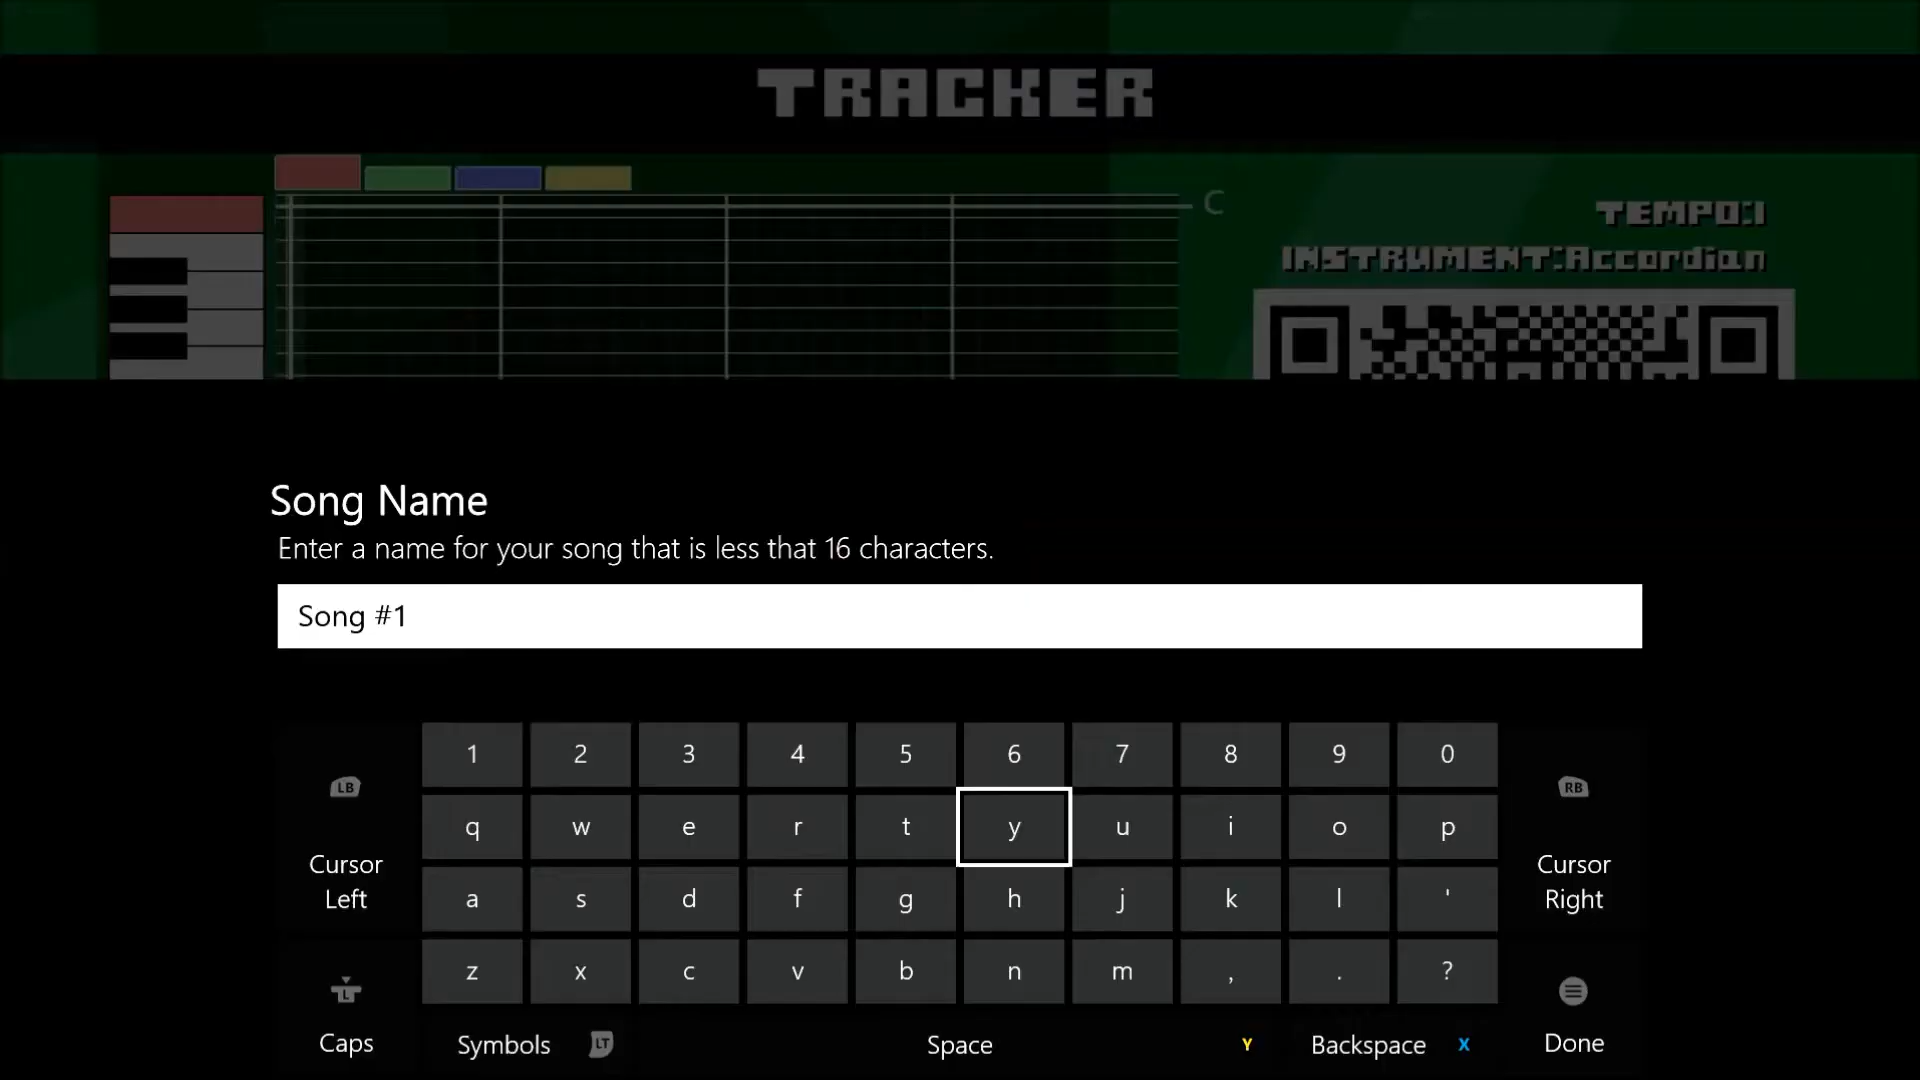 TRACKER
C
TEMPO:1
INSTRUMENT:Accordian
Song Name
Enter a name for your song that is less that 16 characters.
Song #1
1 2 3 4 5 6 7 8 9 0
LB RB
q w e r t y u i o p
Cursor Left
Cursor Right
a s d f g h j k l '
z x c v b n m , . ?
L
Caps
Symbols LT
Space Y
Backspace X
Done